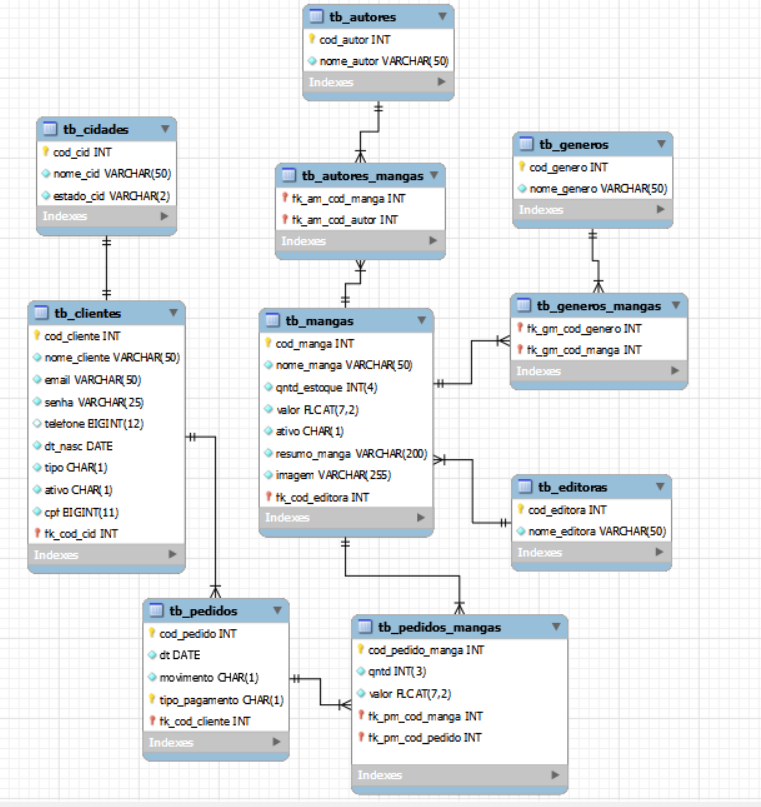 tb_autores
cod_autor INT
nome_autor VARCHAR(50)
Indexes
tb_cidades
cod_cid INT
nome_cid VARCHAR(50)
estado_cid VARCHAR(2)
Indexes
tb_autores_mangas
fk_am_cod_manga INT
fk_am_cod_autor INT
Indexes
tb_generos
cod_genero INT
nome_genero VARCHAR(50)
Indexes
tb_clientes
cod_cliente INT
nome_cliente VARCHAR(50)
email VARCHAR(50)
senha VARCHAR(25)
telefone BIGINT(12)
dt_nasc DATE
tipo CHAR(1)
ativo CHAR(1)
cpf BIGINT(11)
fk_cod_cid INT
Indexes
tb_mangas
cod_manga INT
nome_manga VARCHAR(50)
qntd_estoque INT(4)
valor FLOAT(7,2)
ativo CHAR(1)
resumo_manga VARCHAR(200)
imagem VARCHAR(255)
fk_cod_editora INT
Indexes
tb_generos_mangas
fk_gm_cod_genero INT
fk_gm_cod_manga INT
Indexes
tb_editoras
cod_editora INT
nome_editora VARCHAR(50)
Indexes
tb_pedidos
cod_pedido INT
dt DATE
movimento CHAR(1)
tipo_pagamento CHAR(1)
fk_cod_cliente INT
Indexes
tb_pedidos_mangas
cod_pedido_manga INT
qntd INT(3)
valor FLOAT(7,2)
fk_pm_cod_manga INT
fk_pm_cod_pedido INT
Indexes